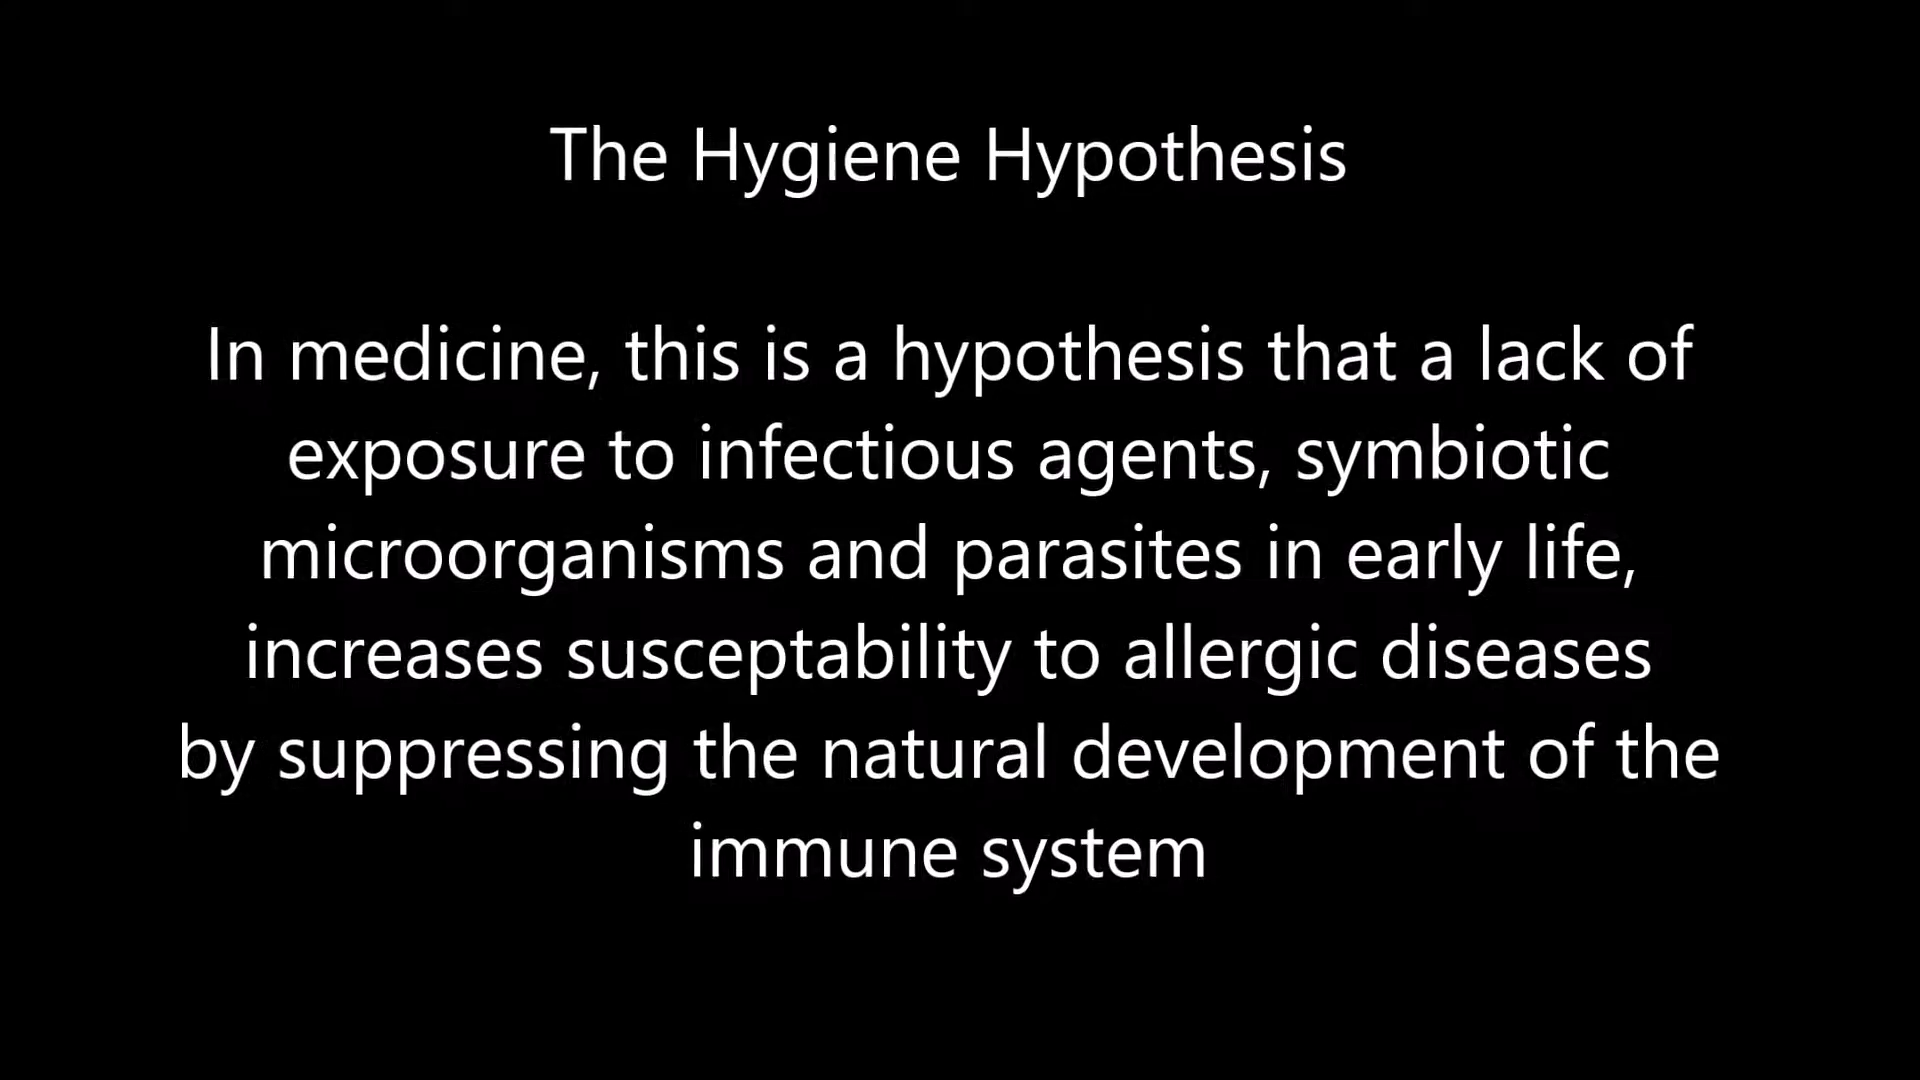 The Hygiene Hypothesis
In medicine, this is a hypothesis that a lack of
exposure to infectious agents, symbiotic
microorganisms and parasites in early life,
increases susceptability to allergic diseases
by suppressing the natural development of the
immune system